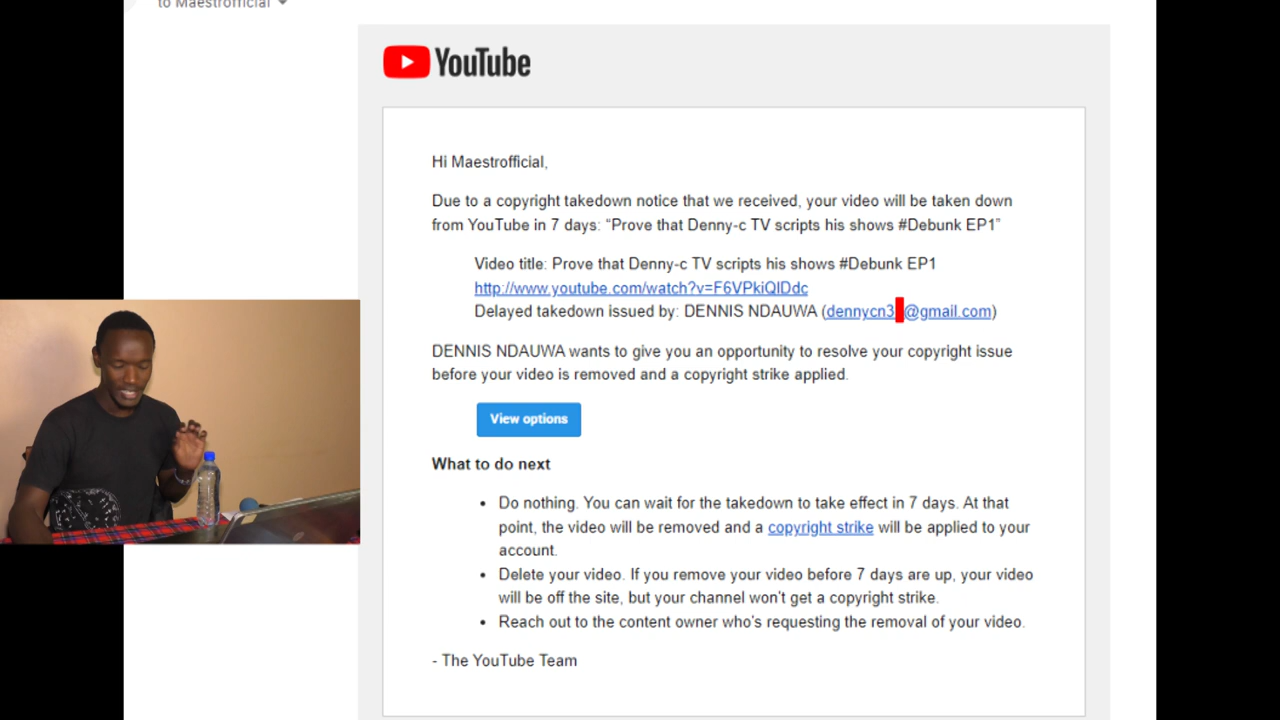 to Maestrofficial
YouTube
Hi Maestrofficial,
Due to a copyright takedown notice that we received, your video will be taken down
from YouTube in 7 days: “Prove that Denny-c TV scripts his shows #Debunk EP1”
Video title: Prove that Denny-c TV scripts his shows #Debunk EP1
http://www.youtube.com/watch?v=F6VPkiQIDdc
Delayed takedown issued by: DENNIS NDAUWA (dennycn3 @gmail.com)
DENNIS NDAUWA wants to give you an opportunity to resolve your copyright issue
before your video is removed and a copyright strike applied.
View options
What to do next
• Do nothing. You can wait for the takedown to take effect in 7 days. At that
point, the video will be removed and a copyright strike will be applied to your
account.
• Delete your video. If you remove your video before 7 days are up, your video
will be off the site, but your channel won't get a copyright strike.
• Reach out to the content owner who's requesting the removal of your video.
- The YouTube Team